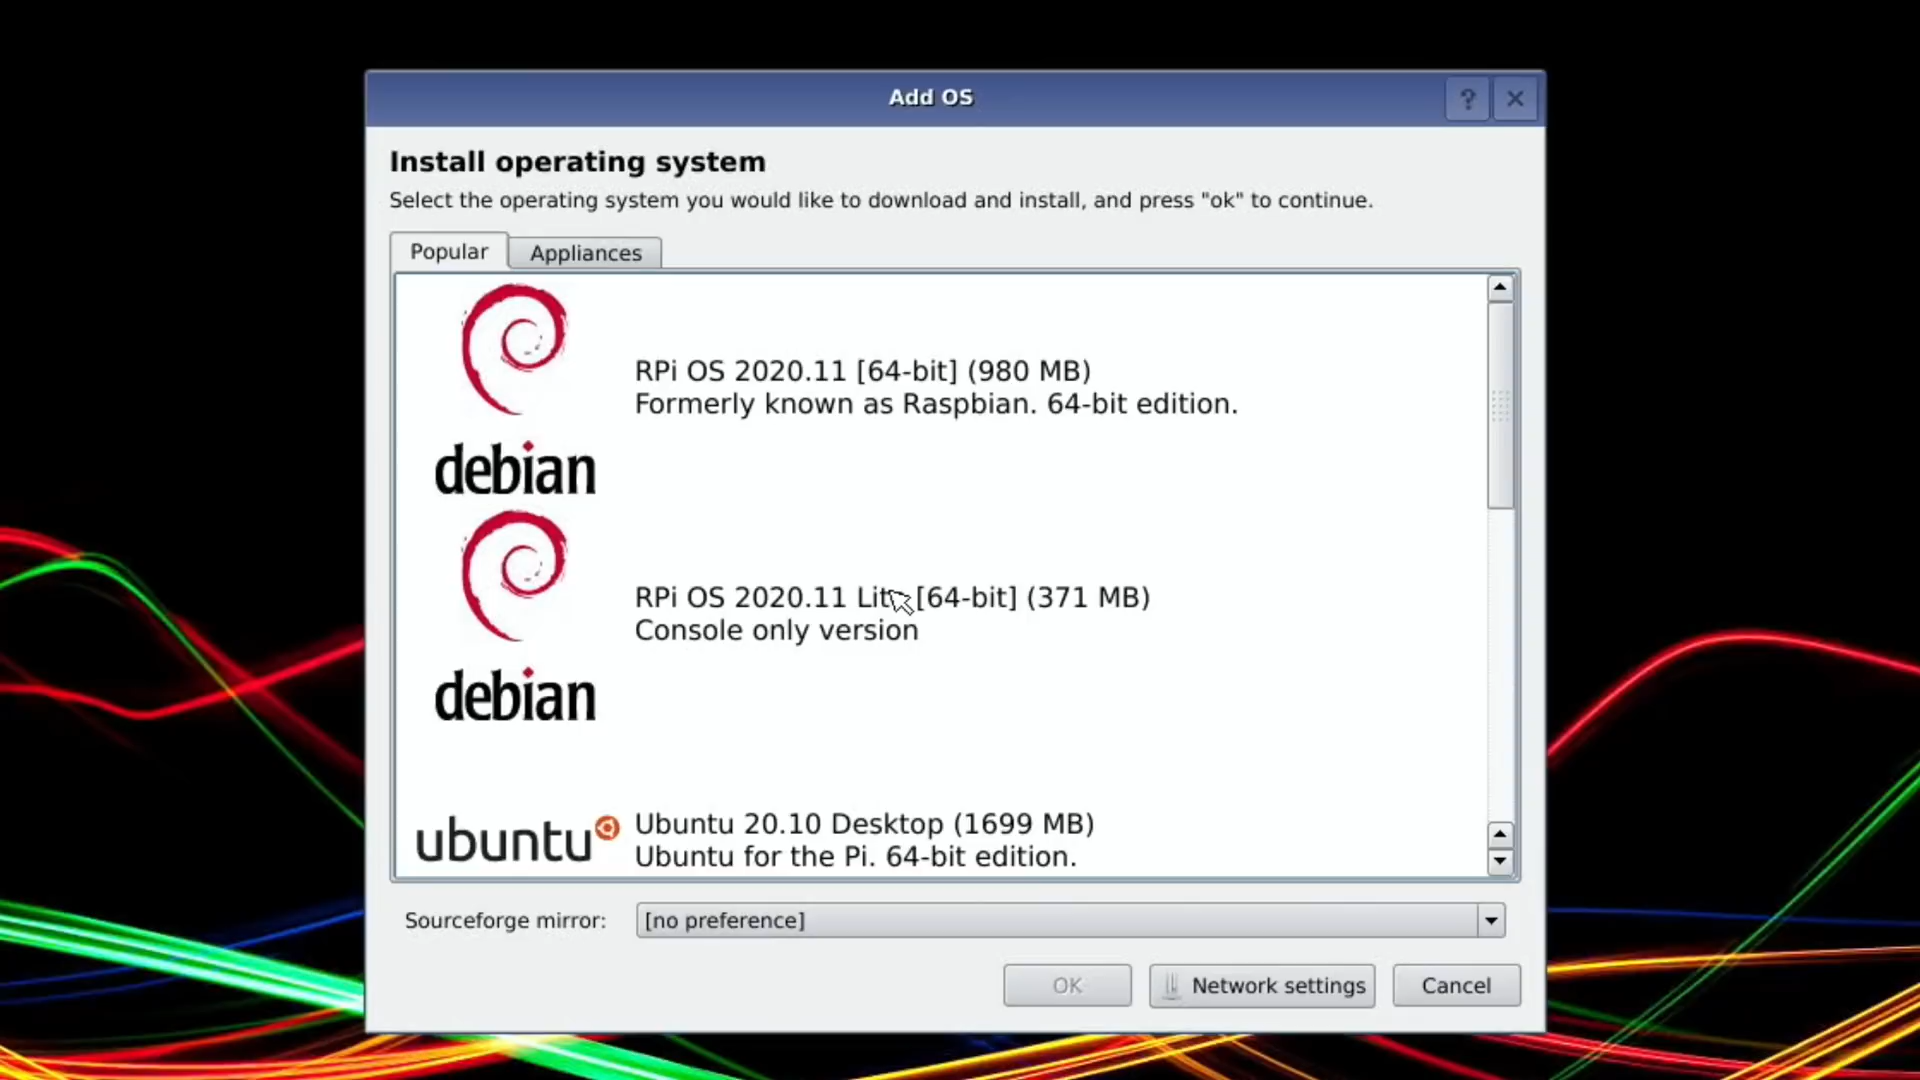 Add OS
?
Install operating system
Select the operating system you would like to download and install, and press "ok" to continue.
Popular
Appliances
RPi OS 2020.11 [64-bit] (980 MB)
Formerly known as Raspbian. 64-bit edition.
debian
RPi OS 2020.11 Lite [64-bit] (371 MB)
Console only version
debian
ubuntu
Ubuntu 20.10 Desktop (1699 MB)
Ubuntu for the Pi. 64-bit edition.
Sourceforge mirror:
[no preference]
OK
Network settings
Cancel